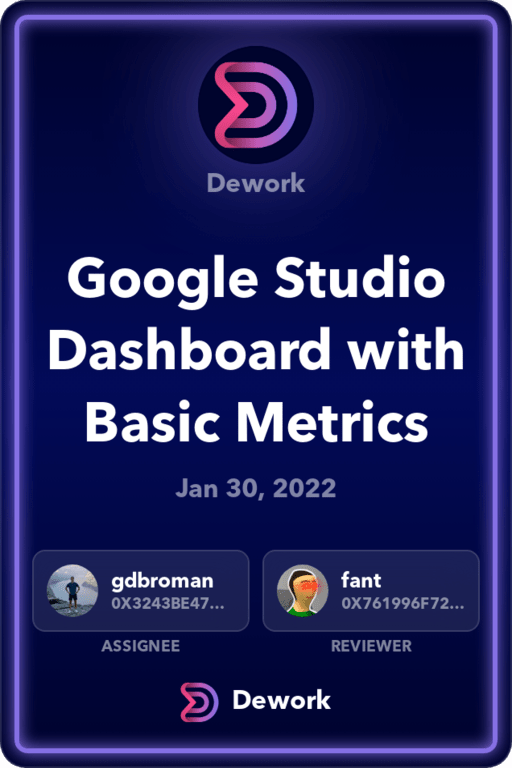 Dework
Google Studio
Dashboard with
Basic Metrics
Jan 30, 2022
gdbroman
0X3243BE47...
fant
0X761996F72...
ASSIGNEE
REVIEWER
Dework